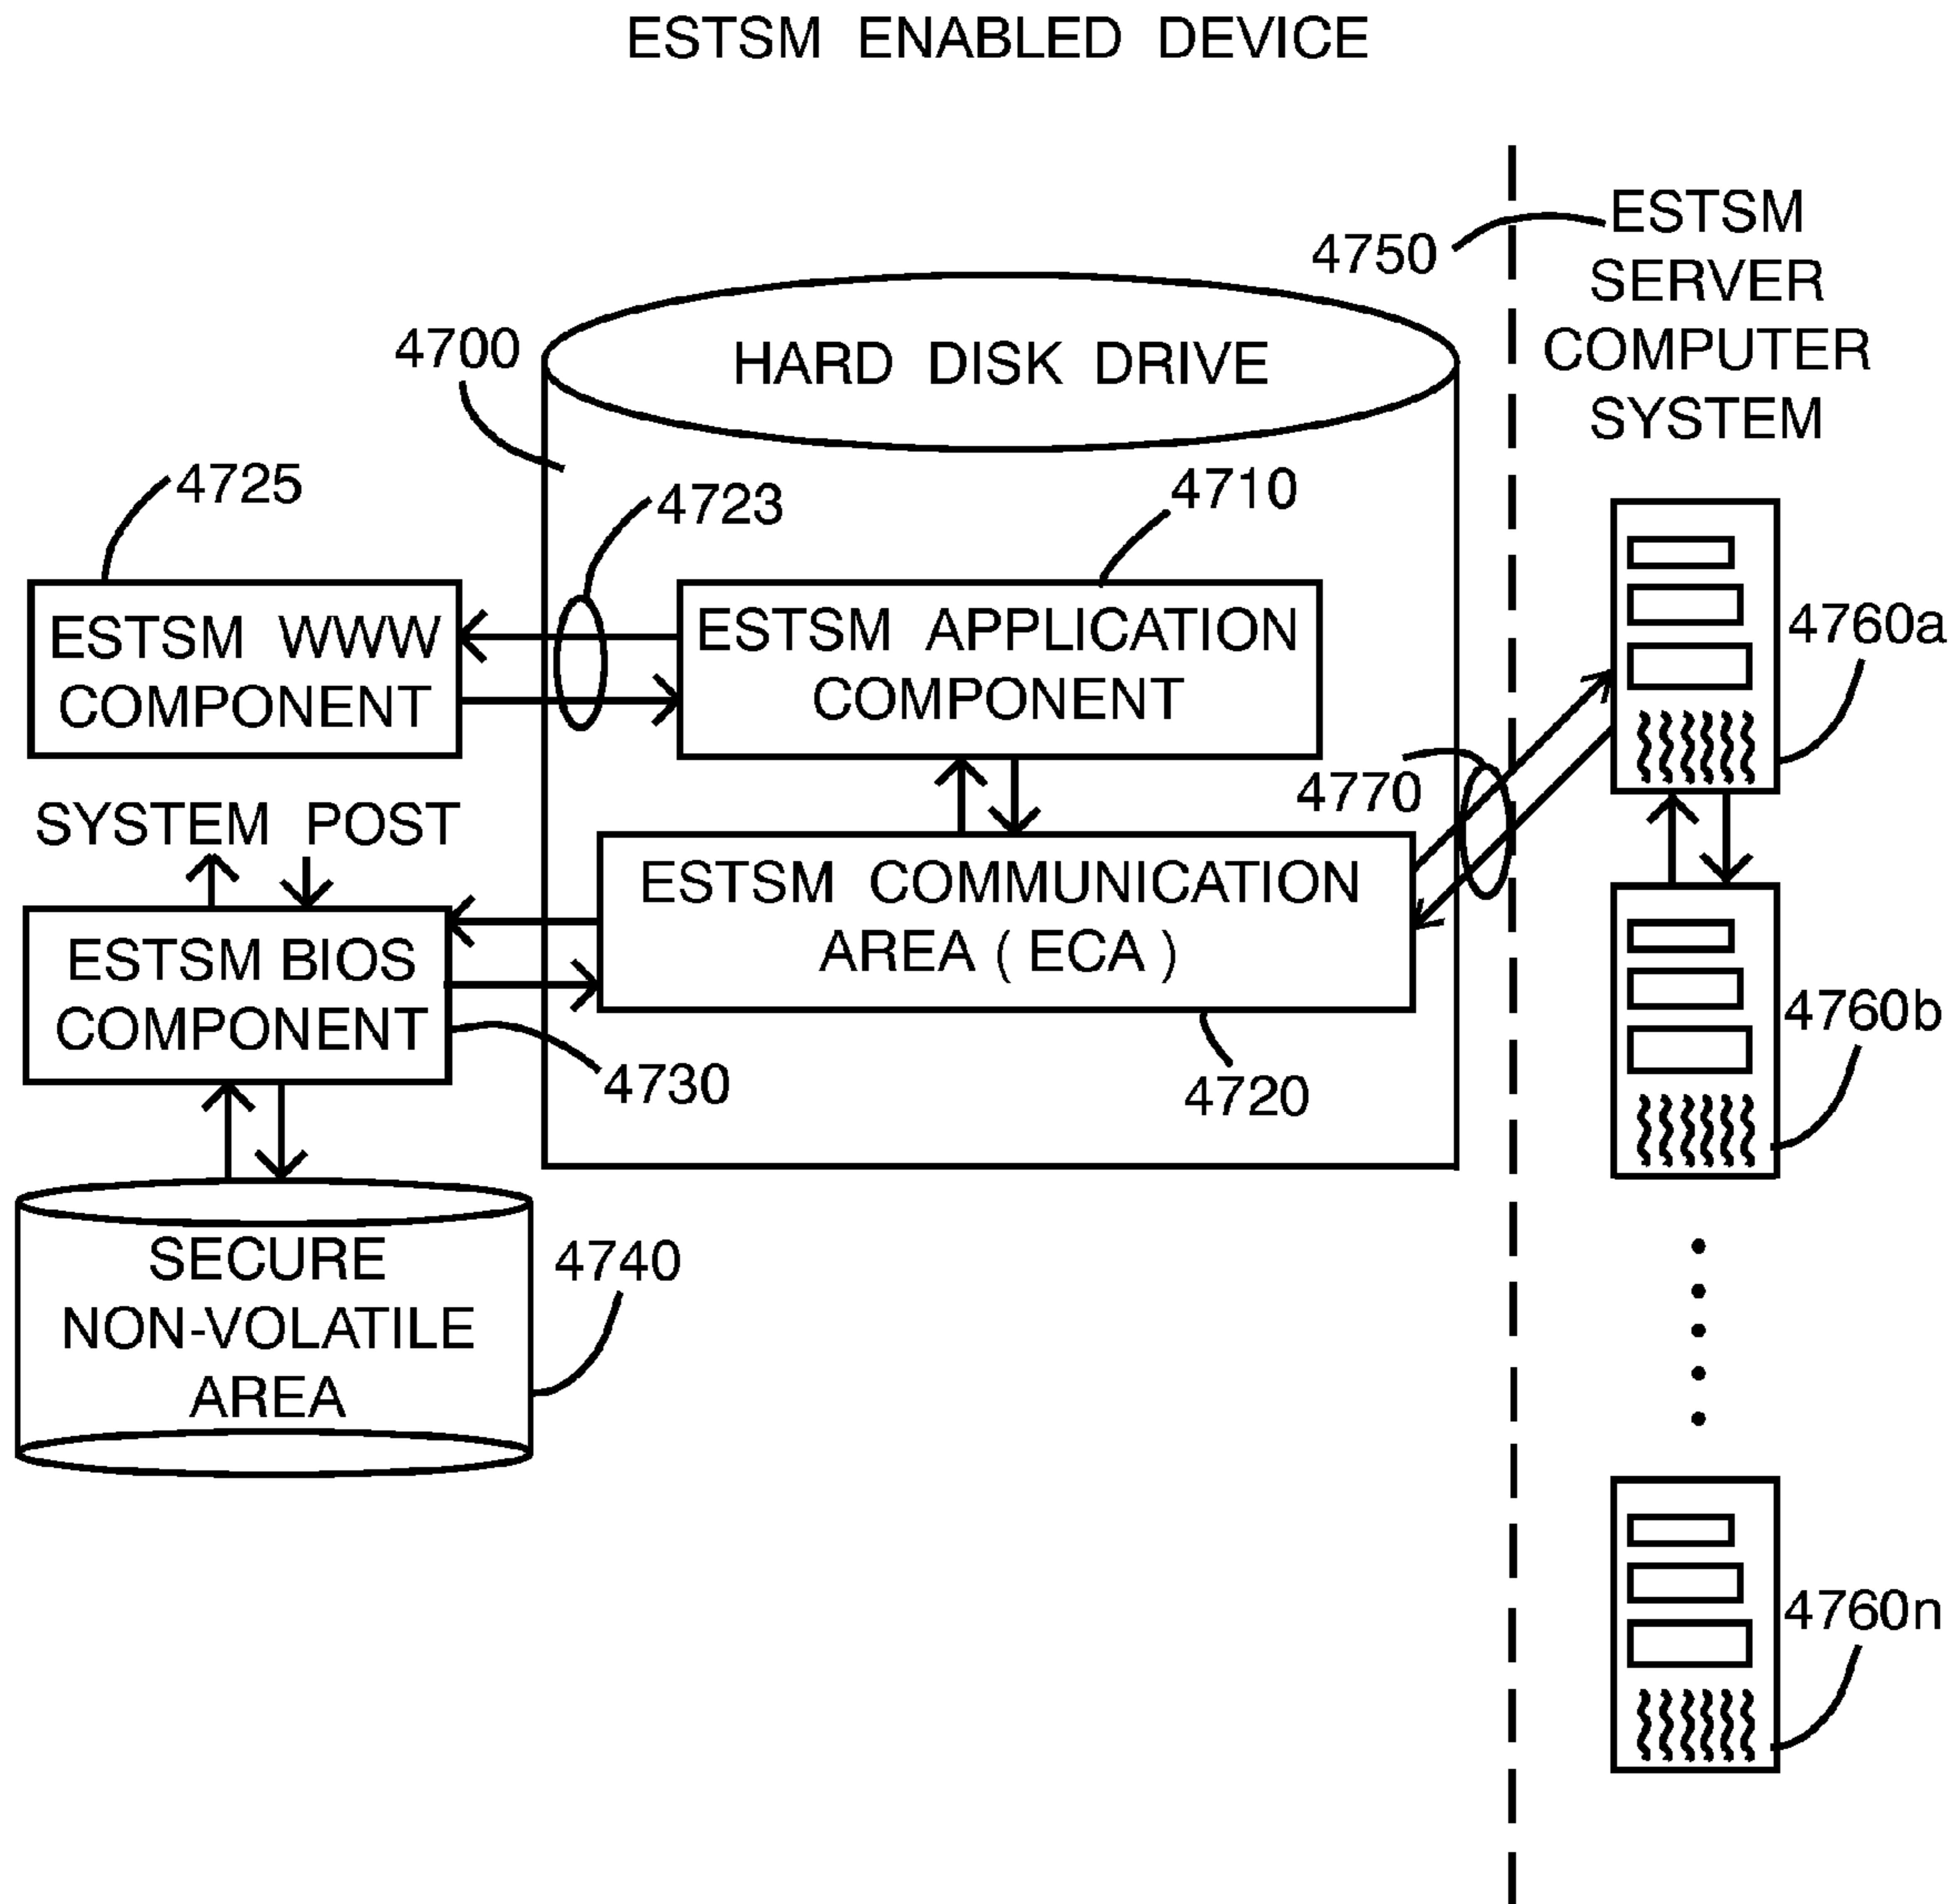 ESTSM ENABLED DEVICE
4750
ESTSM
SERVER
COMPUTER
SYSTEM
4700
HARD DISK DRIVE
4725
4723
4710
ESTSM WWW
COMPONENT
ESTSM APPLICATION
COMPONENT
4760a
4770
SYSTEM POST
ESTSM COMMUNICATION
AREA ( ECA )
ESTSM BIOS
COMPONENT
4730
4720
4760b
SECURE
NON-VOLATILE
AREA
4740
4760n